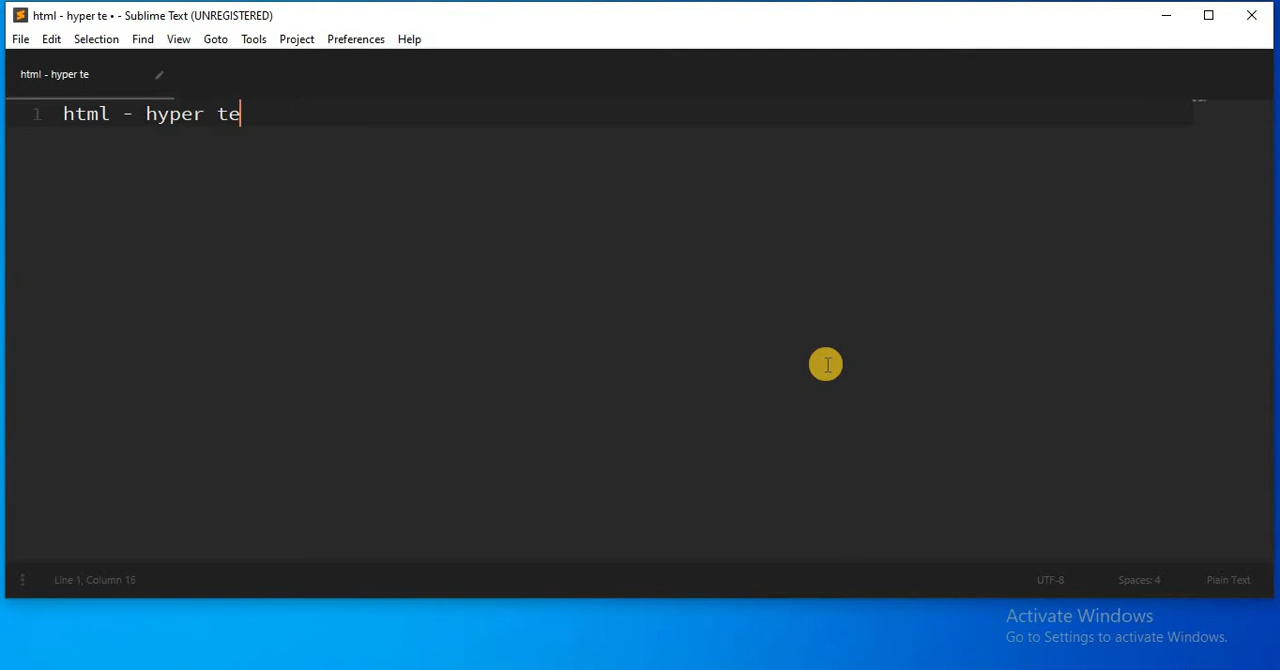 html - hyper te • - Sublime Text (UNREGISTERED)
File Edit Selection Find View Goto Tools Project Preferences Help
html - hyper te
1 html - hyper te
Line 1, Column 16 UTF-8 Spaces: 4 Plain Text
Activate Windows
Go to Settings to activate Windows.